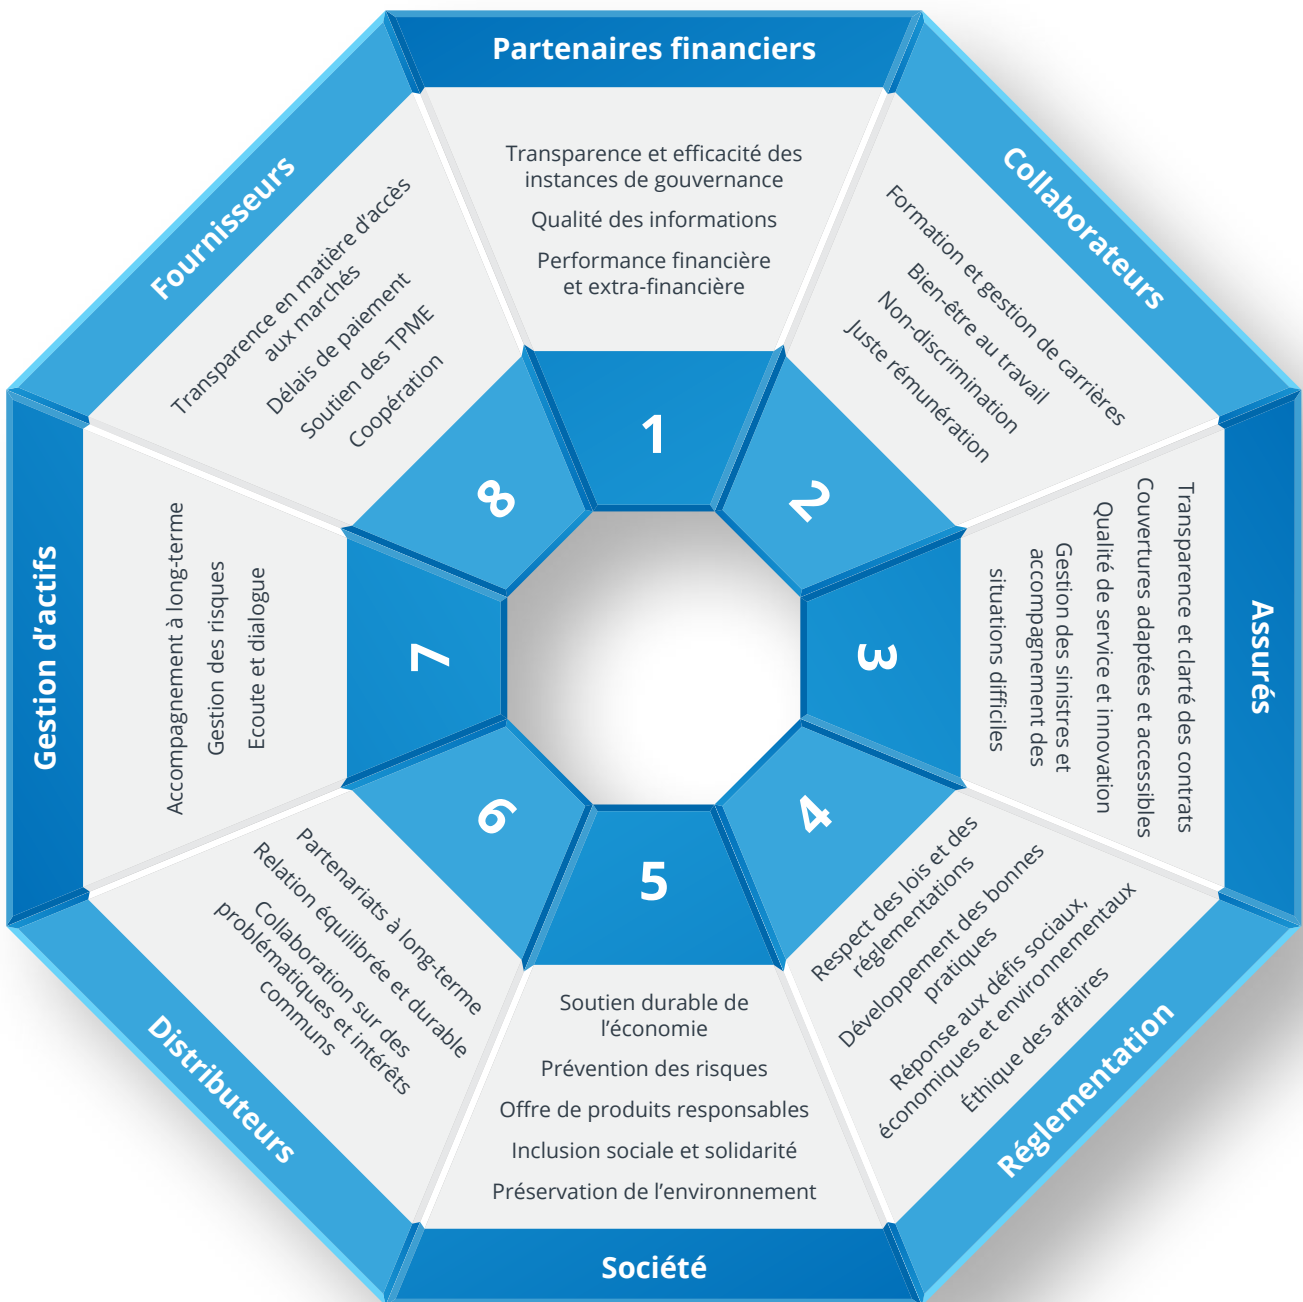 Partenaires financiers
Transparence et efficacité des
instances de gouvernance
Qualité des informations
Performance financière
et extra-financière
1
Collaborateurs
Formation et gestion de carrières
Bien-être au travail
Non-discrimination
Juste rémunération
2
Assurés
Transparence et clarté des contrats
Couvertures adaptées et accessibles
Qualité de service et innovation
Gestion des sinistres et
accompagnement des
situations difficiles
3
Réglementation
Respect des lois et des
réglementations
Développement des bonnes
pratiques
Réponse aux défis sociaux,
économiques et environnementaux
Éthique des affaires
4
5
Soutien durable de
l’économie
Prévention des risques
Offre de produits responsables
Inclusion sociale et solidarité
Préservation de l’environnement
Société
6
Partenariats à long-terme
Relation équilibrée et durable
Collaboration sur des
problématiques et intérêts
communs
Distributeurs
Gestion d’actifs
Accompagnement à long-terme
Gestion des risques
Ecoute et dialogue
7
Fournisseurs
Transparence en matière d’accès
aux marchés
Délais de paiement
Soutien des TPME
Coopération
8